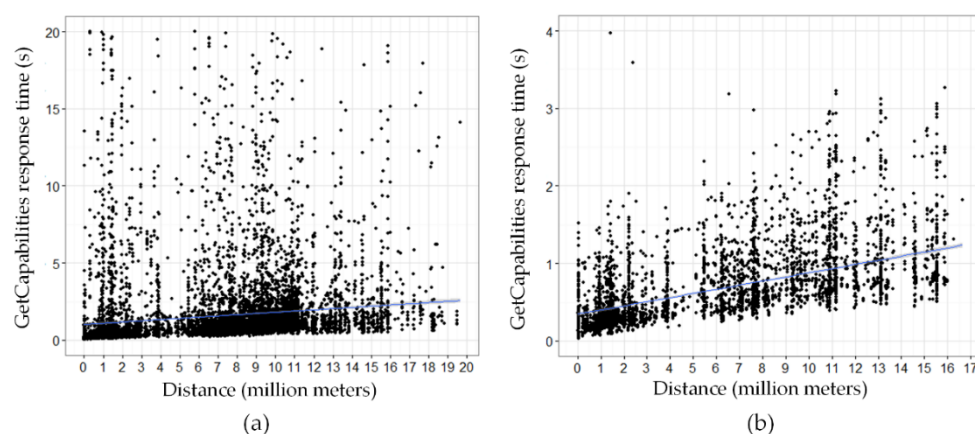 20
15
10
5
0
GetCapabilities response time (s)
0 1 2 3 4 5 6 7 8 9 10 11 12 13 14 15 16 17 18 19 20
Distance (million meters)
(a)
4
3
2
1
0
GetCapabilities response time (s)
0 1 2 3 4 5 6 7 8 9 10 11 12 13 14 15 16 17
Distance (million meters)
(b)